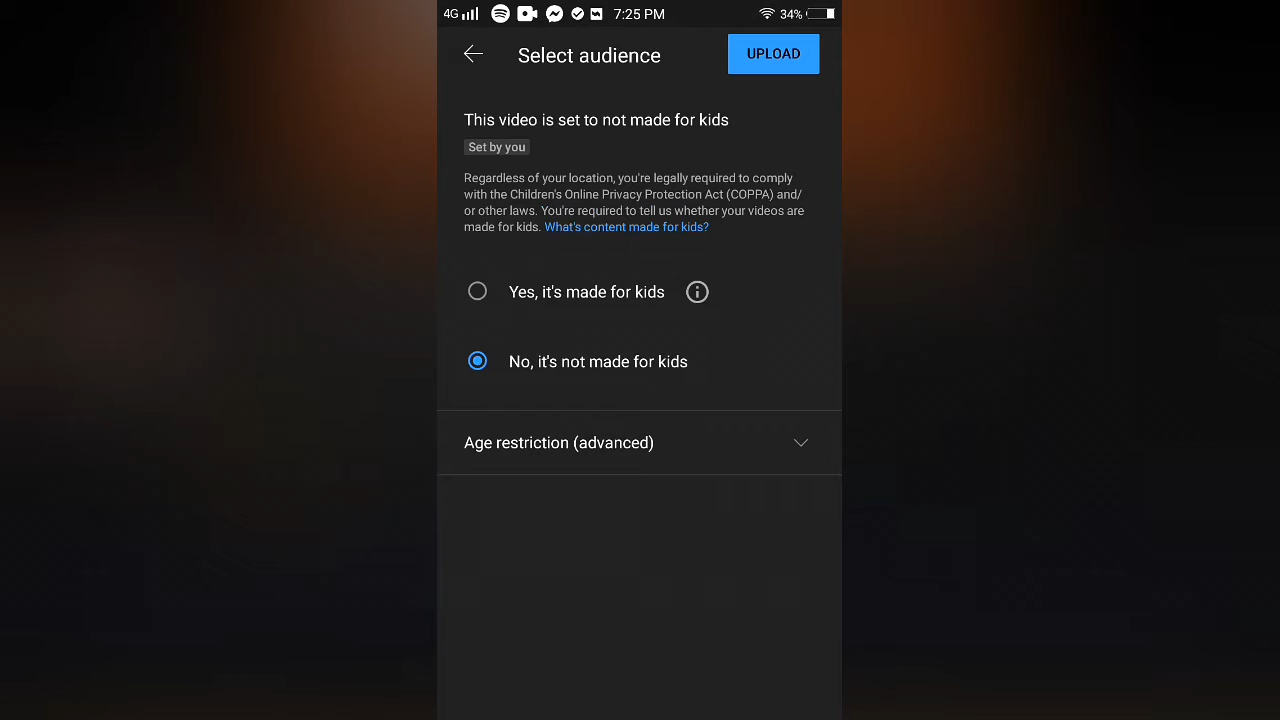 4G 7:25 PM 34%
Select audience
UPLOAD
This video is set to not made for kids
Set by you
Regardless of your location, you're legally required to comply
with the Children's Online Privacy Protection Act (COPPA) and/
or other laws. You're required to tell us whether your videos are
made for kids. What's content made for kids?
Yes, it's made for kids
No, it's not made for kids
Age restriction (advanced)